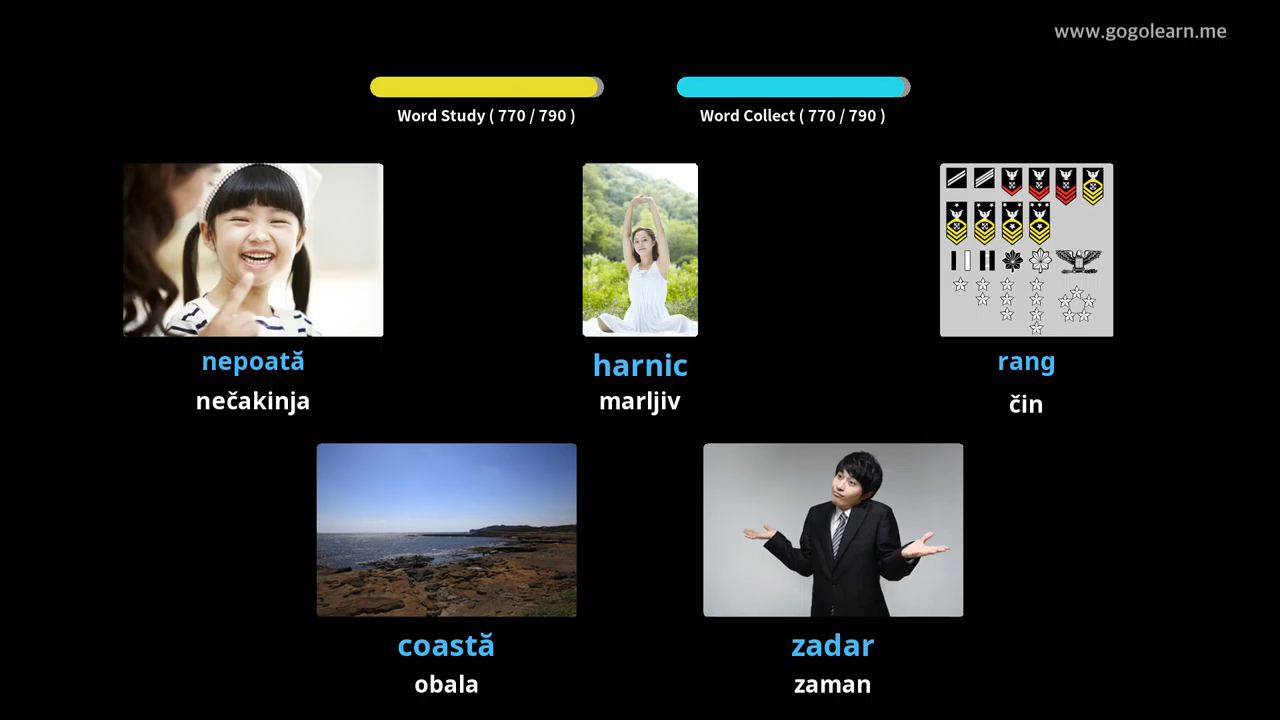 www.gogolearn.me
Word Study ( 770 / 790 )
Word Collect ( 770 / 790 )
nepoată
nečakinja
harnic
marljiv
rang
čin
coastă
obala
zadar
zaman